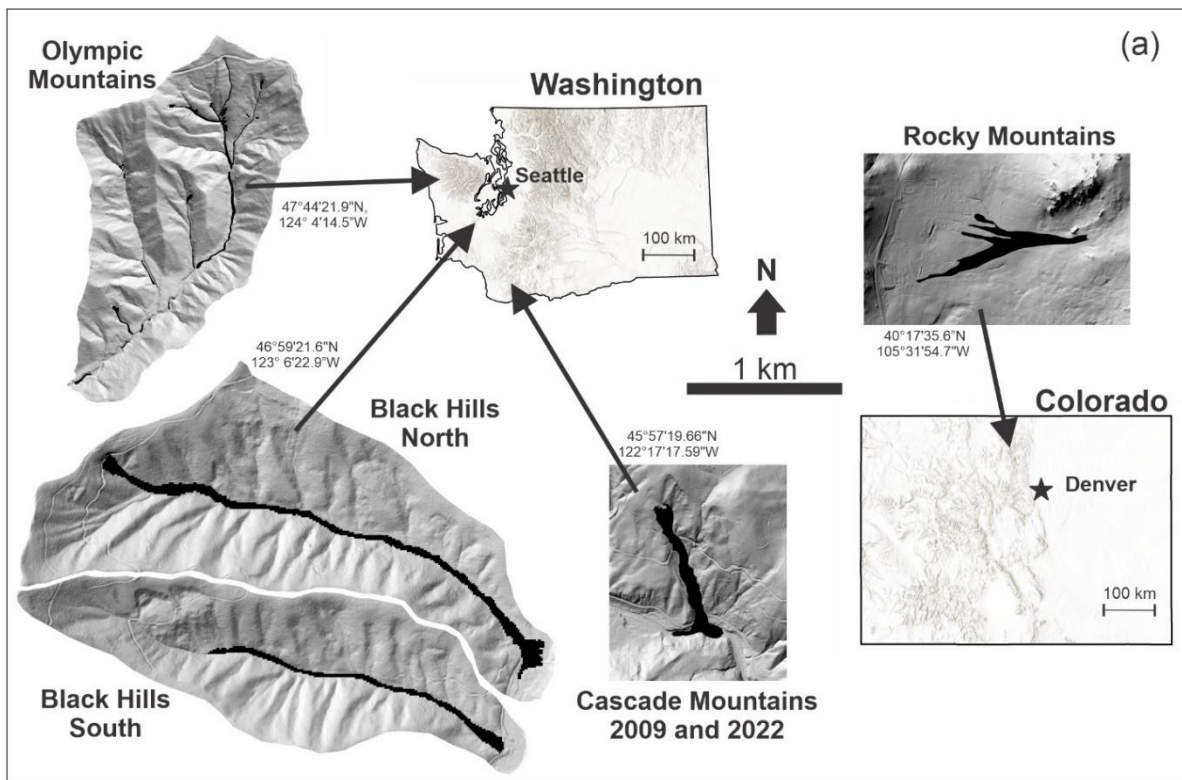 (a)
Olympic
Mountains
Washington
Seattle
100 km
47°44'21.9"N,
124° 4'14.5"W
Rocky Mountains
40°17'35.6"N
105°31'54.7"W
N
1 km
46°59'21.6"N
123° 6'22.9"W
Black Hills
North
45°57'19.66"N
122°17'17.59"W
Colorado
Denver
100 km
Black Hills
South
Cascade Mountains
2009 and 2022